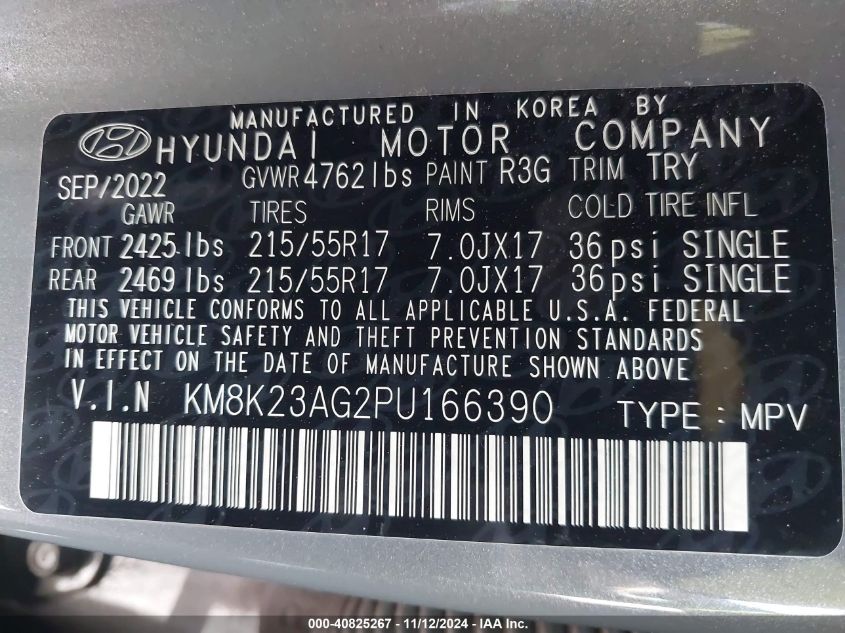 MANUFACTURED IN KOREA BY
HYUNDAI MOTOR COMPANY
SEP/2022 GVWR 4762 lbs PAINT R3G TRIM TRY
GAWR TIRES RIMS COLD TIRE INFL
FRONT 2425 lbs 215/55R17 7.0JX17 36 psi SINGLE
REAR 2469 lbs 215/55R17 7.0JX17 36 psi SINGLE
THIS VEHICLE CONFORMS TO ALL APPLICABLE U.S.A. FEDERAL
MOTOR VEHICLE SAFETY AND THEFT PREVENTION STANDARDS
IN EFFECT ON THE DATE OF MANUFACTURE SHOWN ABOVE
V.I.N KM8K23AG2PU166390 TYPE : MPV
000-40825267 - 11/12/2024 - IAA Inc.